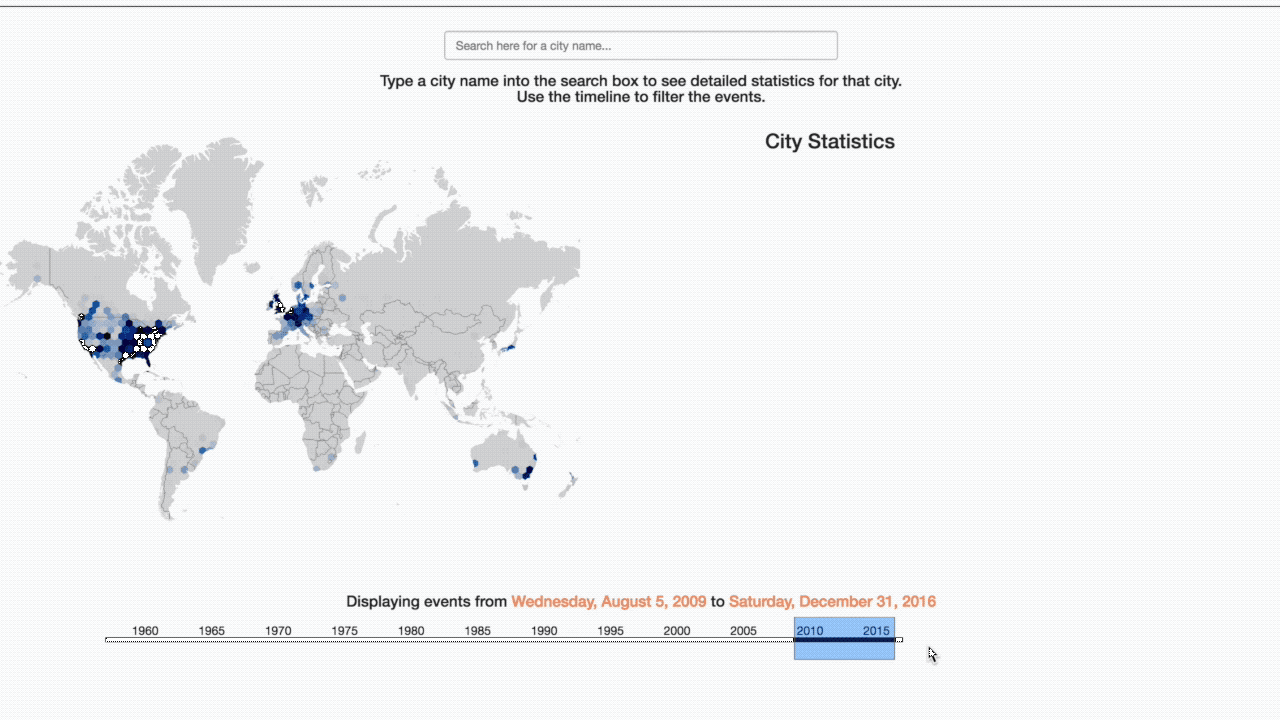 Search here for a city name...
Type a city name into the search box to see detailed statistics for that city.
Use the timeline to filter the events.
City Statistics
Displaying events from Wednesday, August 5, 2009 to Saturday, December 31, 2016
1960 1965 1970 1975 1980 1985 1990 1995 2000 2005 2010 2015